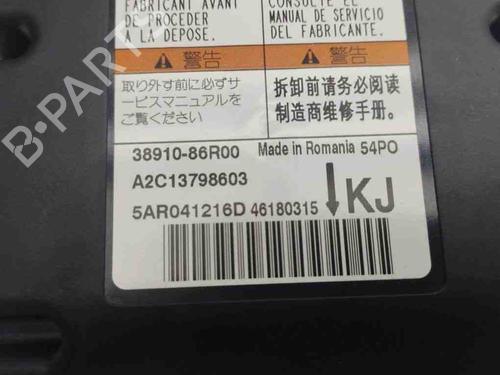 FABRICANT AVANT
DE PROCEDER
A LA DEPOSE.
CONSULTE EL
MANUAL DE SERVICIO
DEL FABRICANTE.
警告
取り外す前に必ずサ
ービスマニュアルを
ご覧ください
警告
拆卸前请务必阅读
制造商维修手册.
38910-86R00 Made in Romania 54PO
A2C13798603
5AR041216D 46180315
KJ
B-PARTS